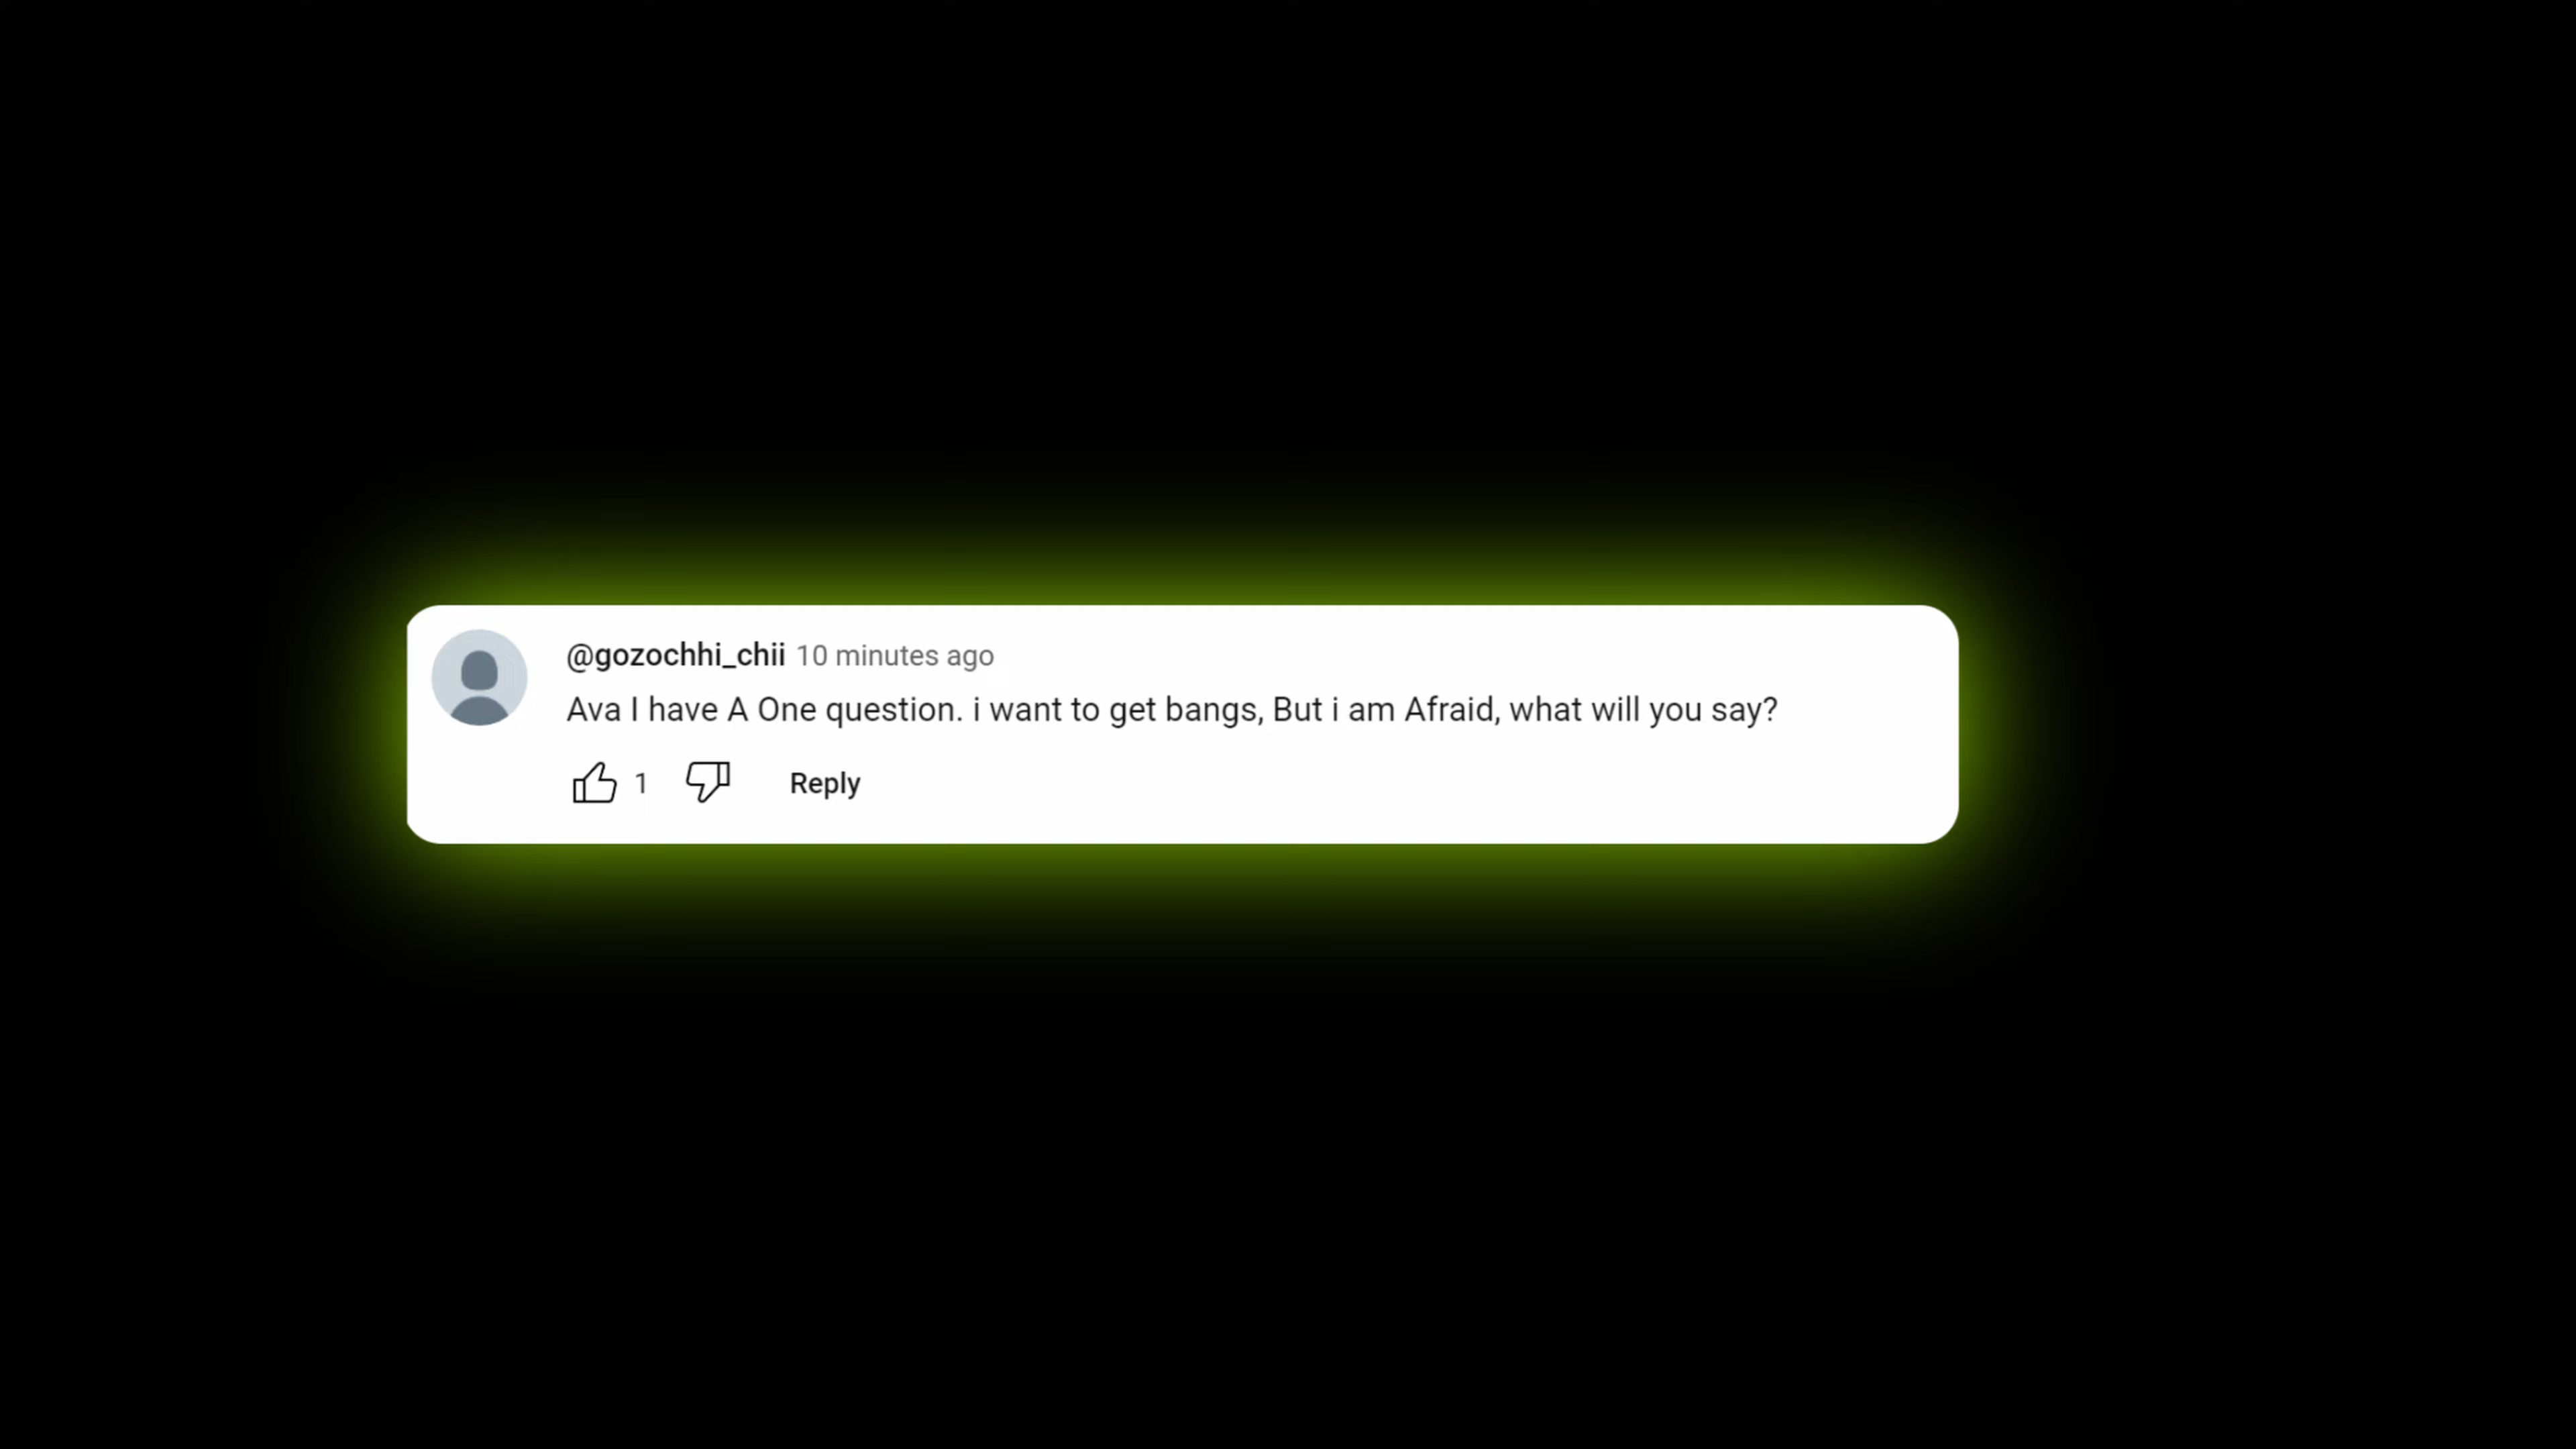 @gozochhi_chii 10 minutes ago
Ava I have A One question. i want to get bangs, But i am Afraid, what will you say?
1 Reply